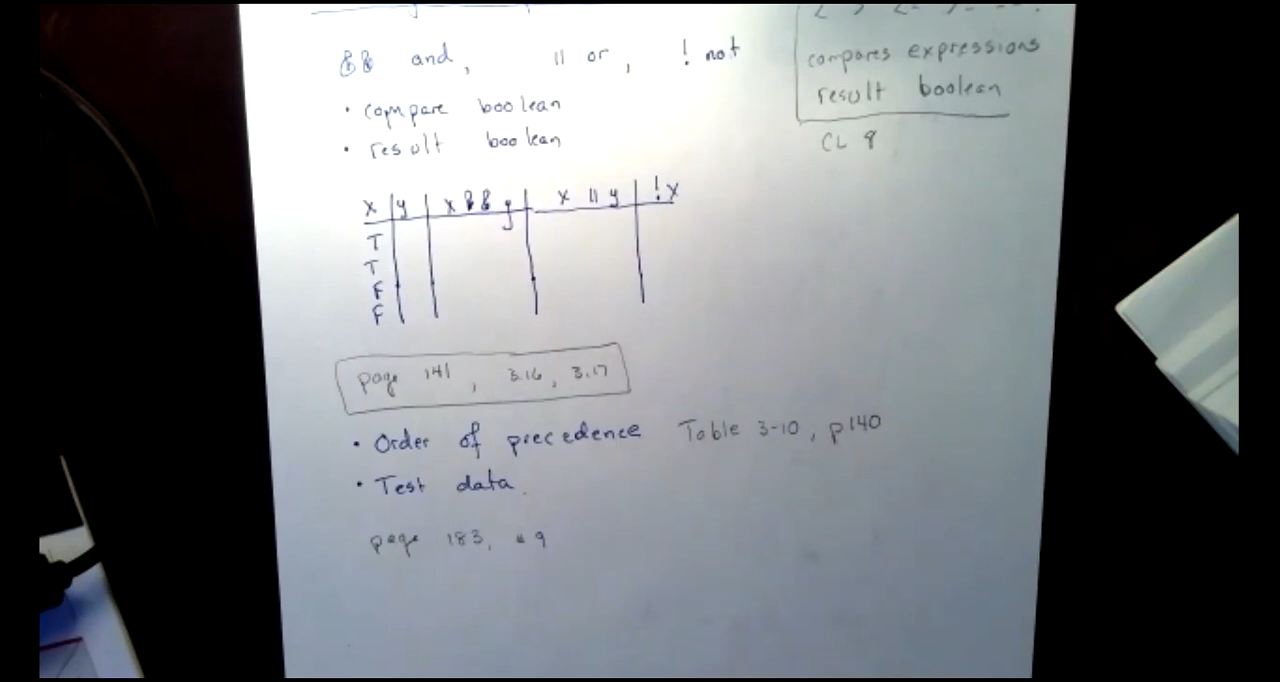 && and, || or, ! not
• compare boolean
• result boolean
x y x && y x || y !x
T
T
F
F
page 141, 3.16, 3.17
• Order of precedence Table 3-10, p140
• Test data.
page 183, #9
compares expressions
result boolean
CL 8